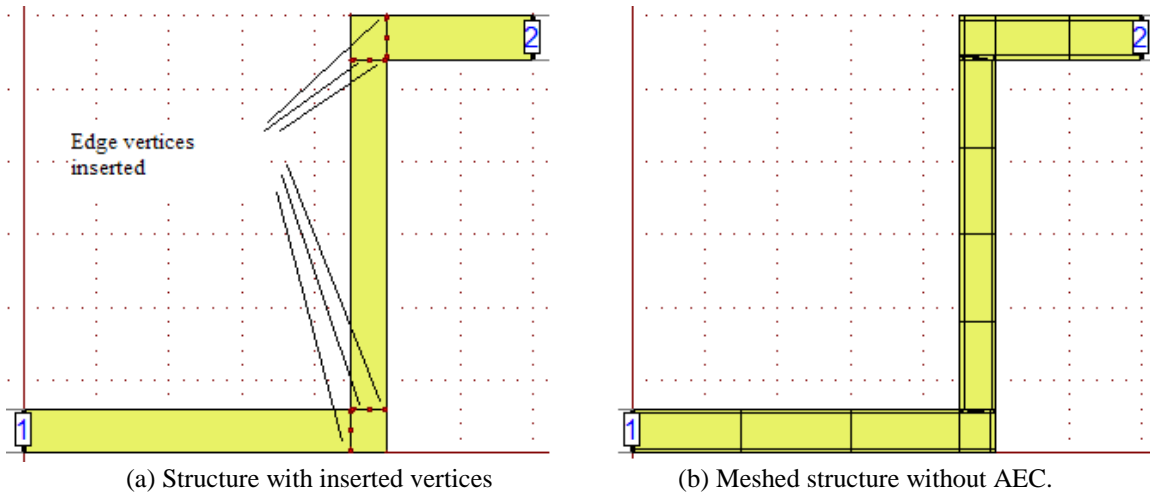 2
2
Edge vertices
inserted
1
1
(a) Structure with inserted vertices
(b) Meshed structure without AEC.